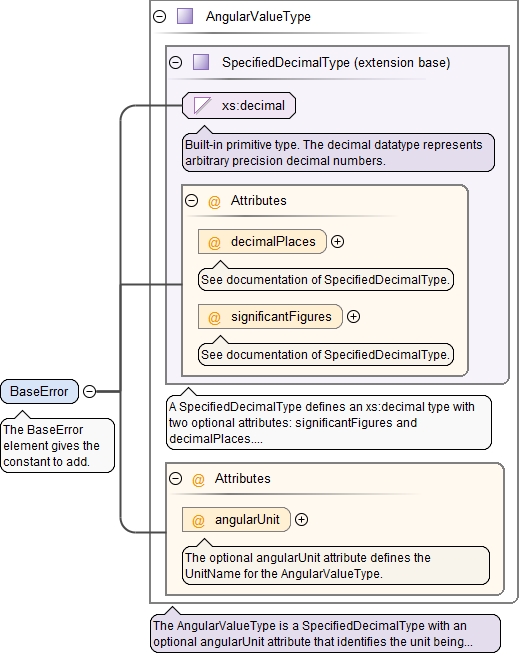 AngularValueType
SpecifiedDecimalType (extension base)
xs:decimal
Built-in primitive type. The decimal datatype represents
arbitrary precision decimal numbers.
@ Attributes
@ decimalPlaces
See documentation of SpecifiedDecimalType.
@ significantFigures
See documentation of SpecifiedDecimalType.
BaseError
The BaseError
element gives the
constant to add.
A SpecifiedDecimalType defines an xs:decimal type with
two optional attributes: significantFigures and
decimalPlaces....
@ Attributes
@ angularUnit
The optional angularUnit attribute defines the
UnitName for the AngularValueType.
The AngularValueType is a SpecifiedDecimalType with an
optional angularUnit attribute that identifies the unit being...